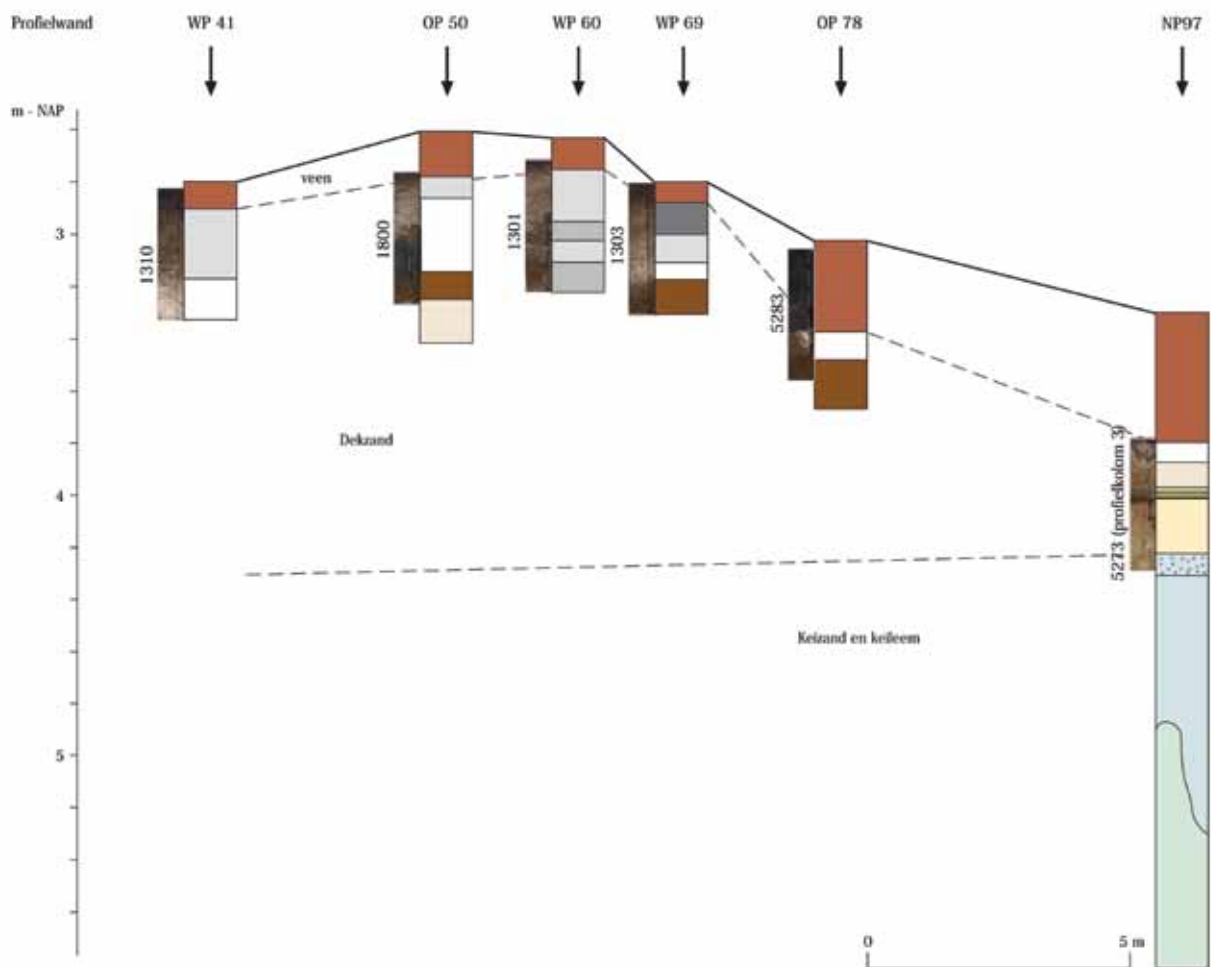 Profielwand WP 41 OP 50 WP 60 WP 69 OP 78 NP97
m - NAP
veen
3
1310
1800
1301
1303
5283
Dekzand
4
5273 (profielkolom 3)
Keizand en keileem
5
0 5 m